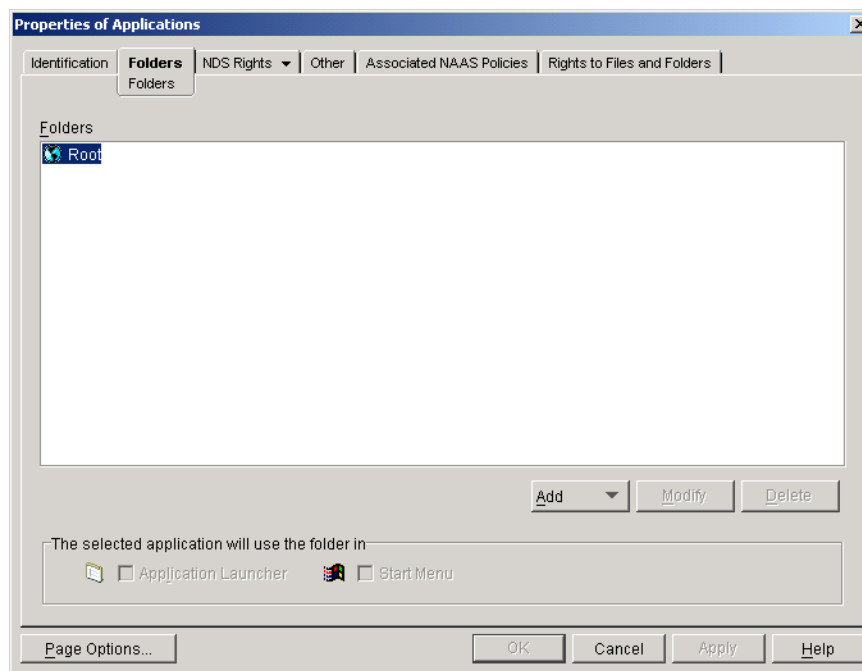 Properties of Applications
Identification Folders NDS Rights Other Associated NAAS Policies Rights to Files and Folders
Folders
Folders
Root
Add Modify Delete
The selected application will use the folder in
Application Launcher Start Menu
Page Options... OK Cancel Apply Help